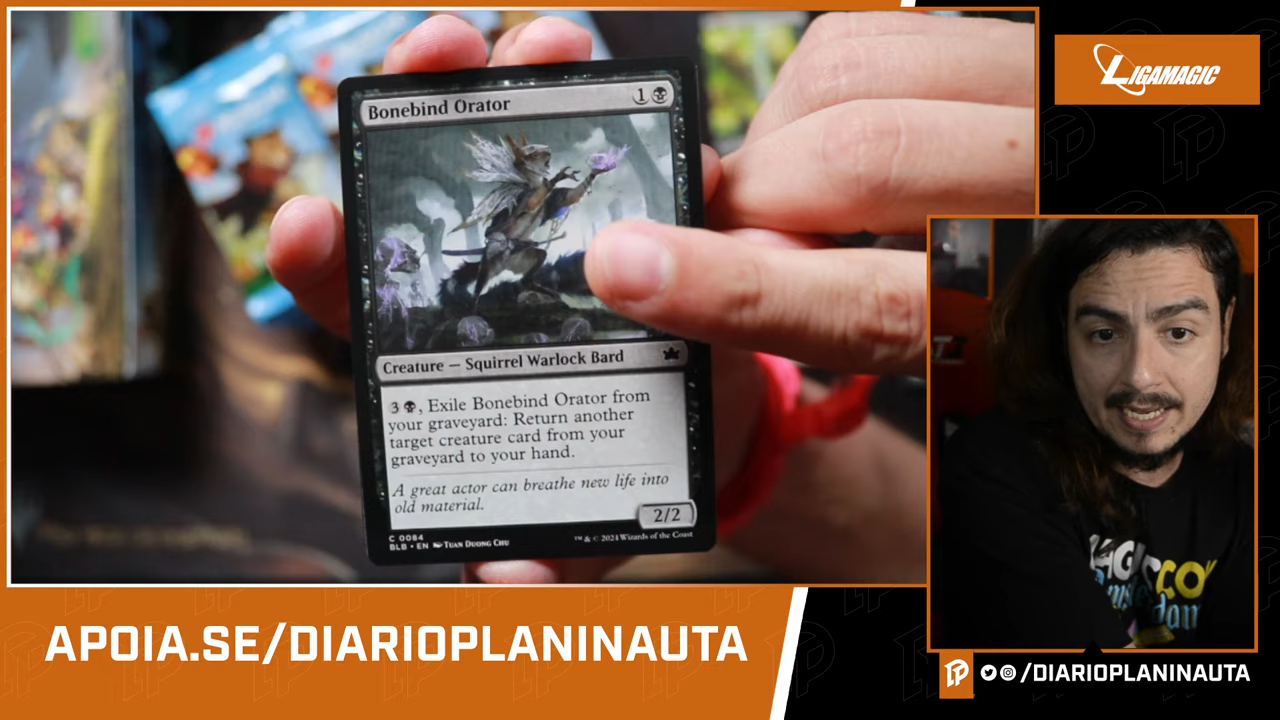 Bonebind Orator
1
Creature — Squirrel Warlock Bard
3, Exile Bonebind Orator from
your graveyard: Return another
target creature card from your
graveyard to your hand.
A great actor can breathe new life into
old material.
2/2
C 0084
BLB • EN TUAN DUONG CHU
™ & © 2024 Wizards of the Coast
LIGAMAGIC
APOIA.SE/DIARIOPLANINAUTA
/DIARIOPLANINAUTA